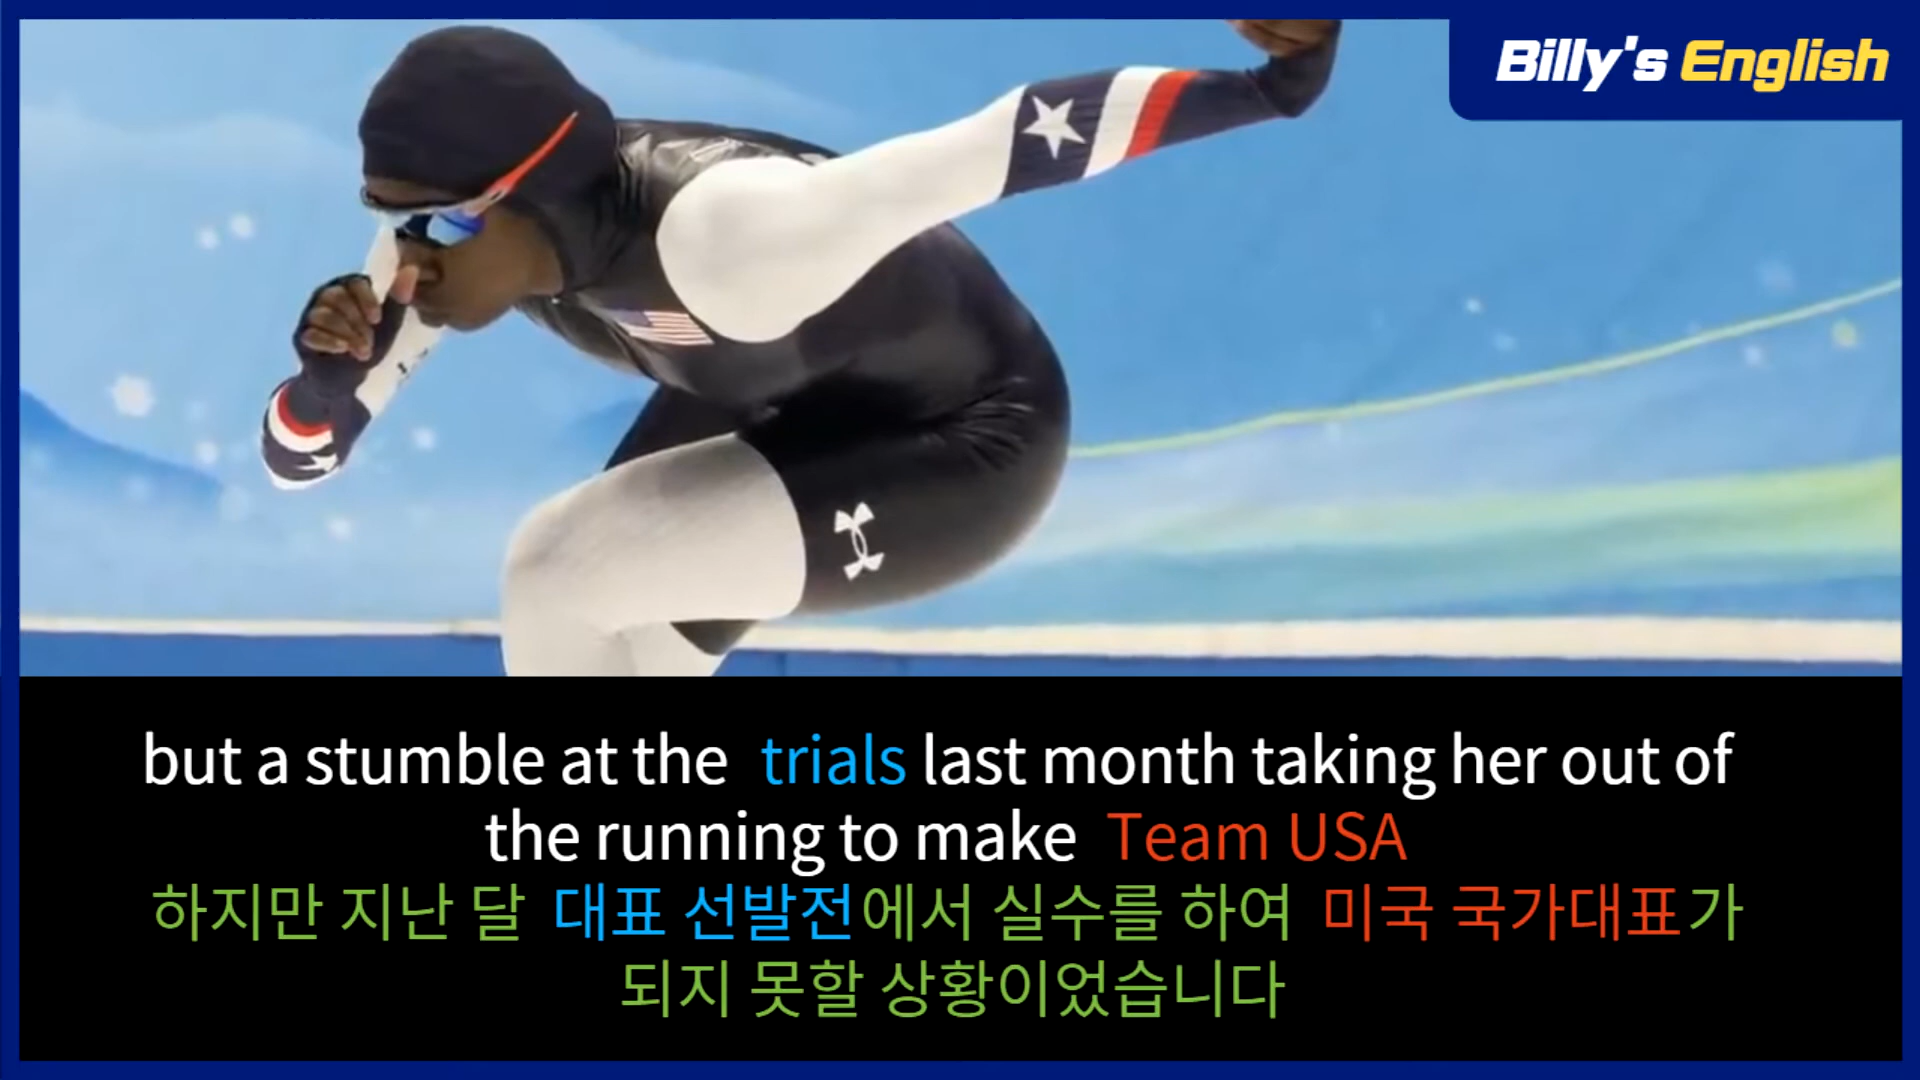 Billy's English
but a stumble at the trials last month taking her out of
the running to make Team USA
하지만 지난 달 대표 선발전에서 실수를 하여 미국 국가대표가
되지 못할 상황이었습니다